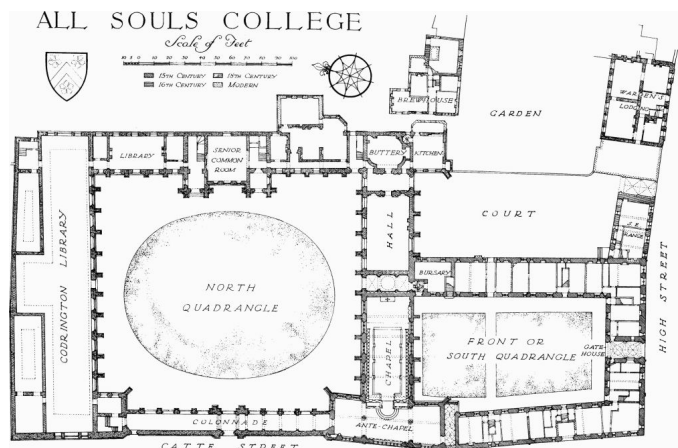 ALL SOULS COLLEGE
Scale of Feet
15TH CENTURY
18TH CENTURY
16TH CENTURY
MODERN
BREWHOUSE
GARDEN
WARDEN'S
LODGING
LIBRARY
SENIOR
COMMON
ROOM
BUTTERY
KITCHEN
COURT
S.E.
RANGE
HALL
CODRINGTON LIBRARY
NORTH
QUADRANGLE
BURSARY
HIGH STREET
CHAPEL
FRONT OR
SOUTH QUADRANGLE
GATE-
HOUSE
COLONNADE
ANTE-CHAPEL
CATTE STREET